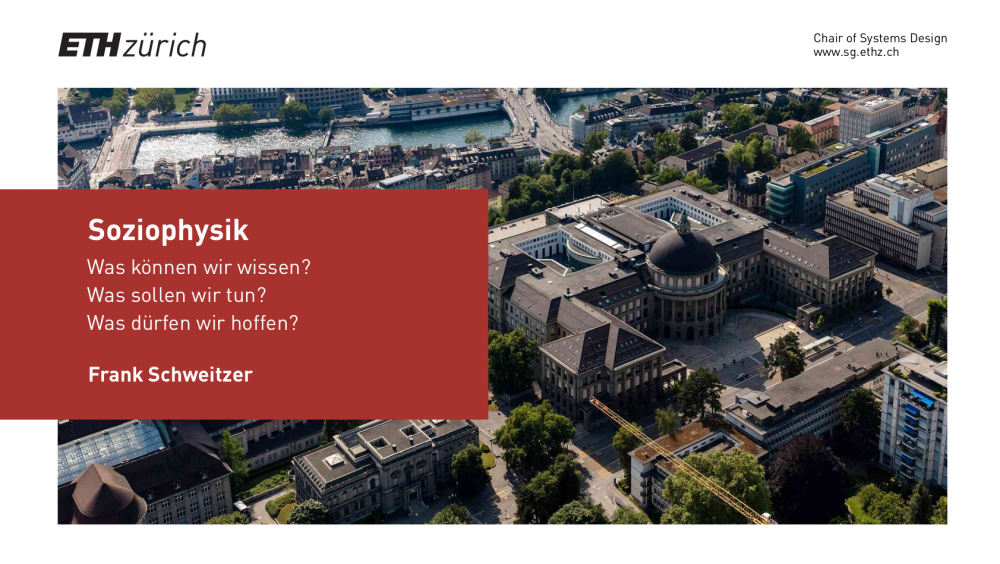 ETH zürich
Chair of Systems Design
www.sg.ethz.ch
Soziophysik
Was können wir wissen?
Was sollen wir tun?
Was dürfen wir hoffen?
Frank Schweitzer